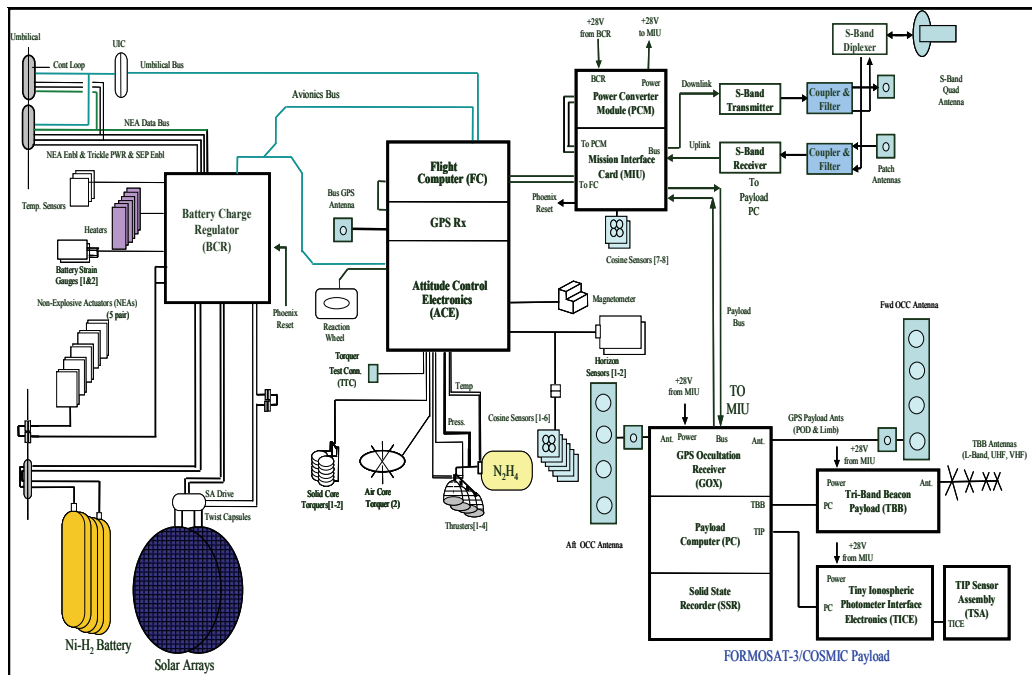 Umbilical
UIC
Cont Loop
Umbilical Bus
Avionics Bus
NEA Data Bus
NEA Enbl & Trickle PWR & SEP Enbl
Temp. Sensors
Heaters
Battery Strain
Gauges [1&2]
Battery Charge
Regulator
(BCR)
Non-Explosive Actuators (NEAs)
(5 pair)
Phoenix
Reset
SA Drive
Twist Capsules
Ni-H2 Battery
Solar Arrays
Flight
Computer (FC)
GPS Rx
Attitude Control
Electronics
(ACE)
Bus GPS
Antenna
Reaction
Wheel
Torquer
Test Conn.
(TTC)
Temp
Press.
Solid Core
Torquers[1-2]
Air Core
Torquer (2)
Thrusters[1-4]
N2H4
Cosine Sensors [1-6]
Magnetometer
Horizon
Sensors [1-2]
+28V
from BCR
+28V
to MIU
BCR
Power
Power Converter
Module (PCM)
To PCM
Bus
Mission Interface
Card (MIU)
To FC
Phoenix
Reset
Cosine Sensors [7-8]
Downlink
Uplink
S-Band
Transmitter
S-Band
Receiver
To
Payload
PC
Coupler &
Filter
Coupler &
Filter
S-Band
Diplexer
S-Band
Quad
Antenna
Patch
Antennas
Payload
Bus
TO
MIU
Fwd OCC Antenna
Aft OCC Antenna
+28V
from MIU
Ant.
Power
Bus
Ant.
GPS Occultation
Receiver
(GOX)
TBB
Payload
Computer (PC)
TIP
Solid State
Recorder (SSR)
GPS Payload Ants
(POD & Limb)
+28V
from MIU
TBB Antennas
(L-Band, UHF, VHF)
Power
Ant.
Tri-Band Beacon
Payload (TBB)
PC
+28V
from MIU
Power
Tiny Ionospheric
Photometer Interface
Electronics (TICE)
PC
TIP Sensor
Assembly
(TSA)
TICE
FORMOSAT-3/COSMIC Payload